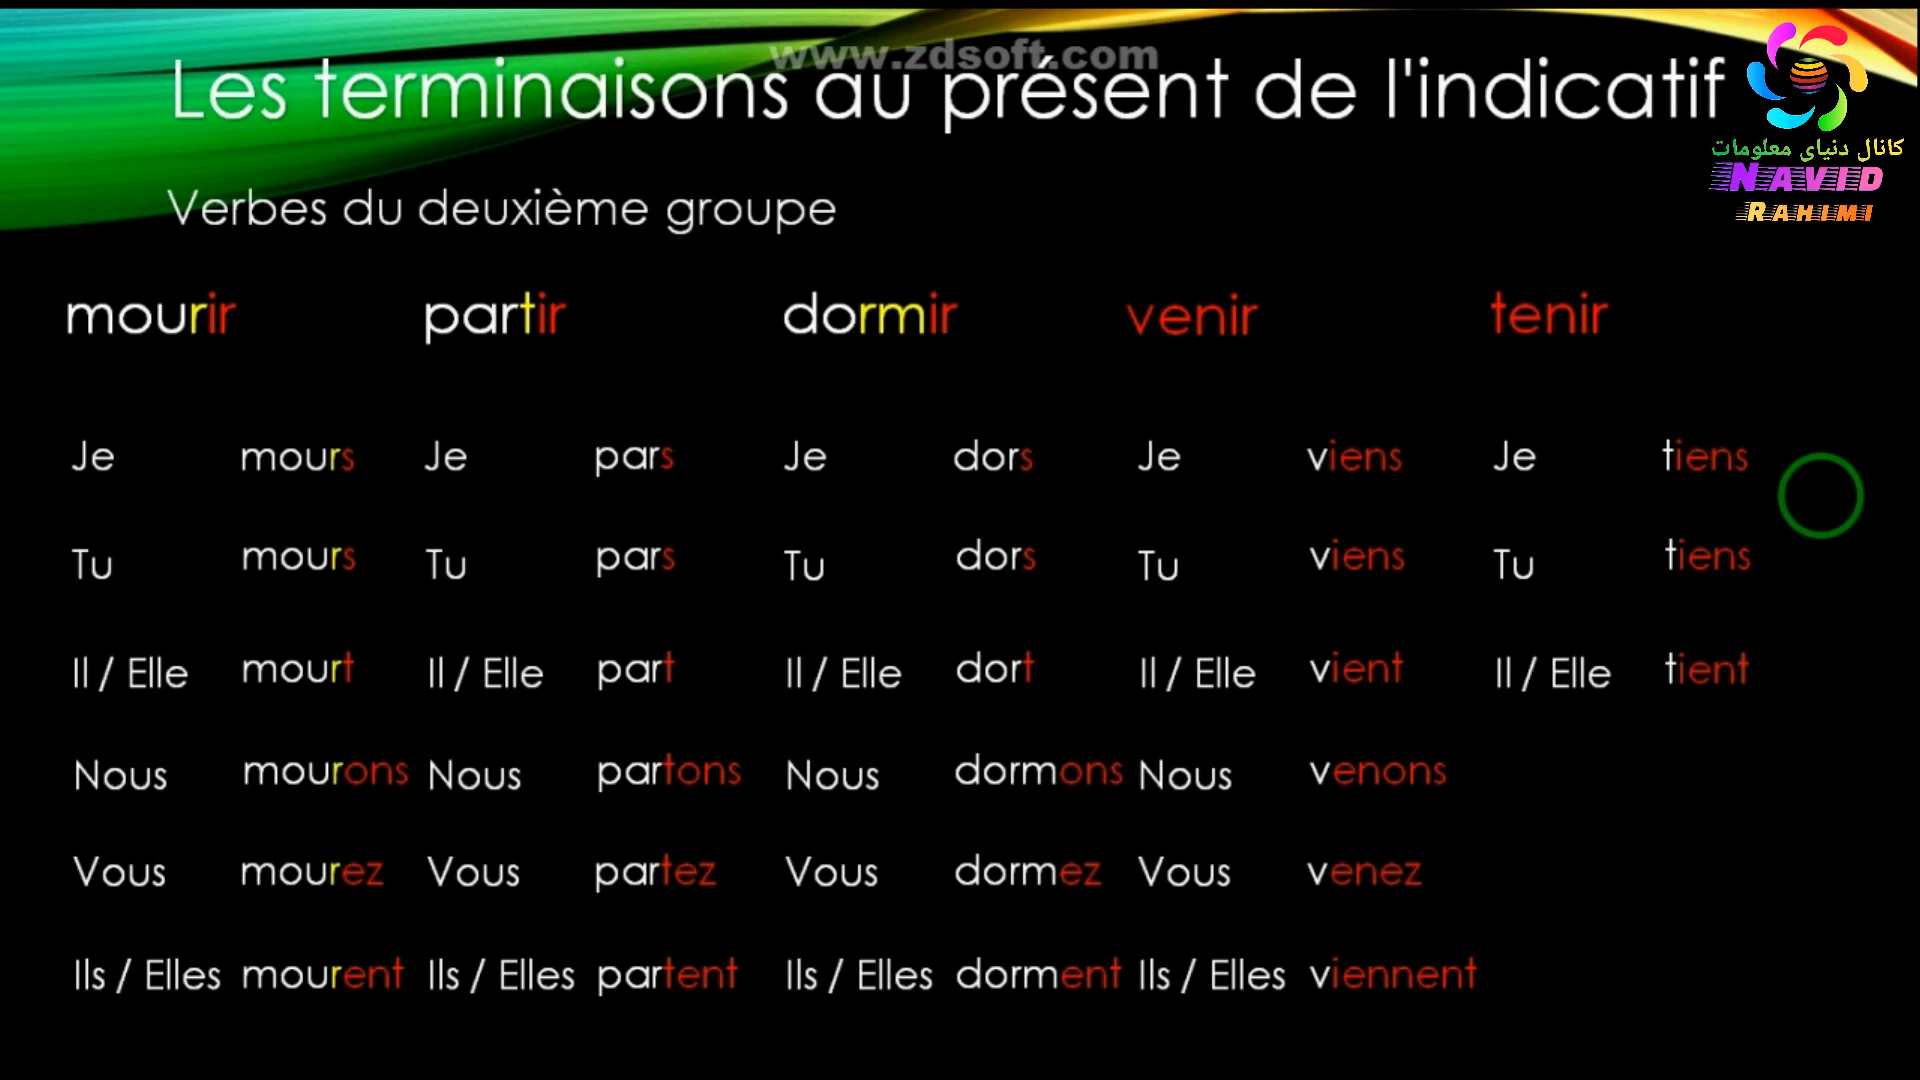 www.zdsoft.com
Les terminaisons au présent de l'indicatif
کانال دنیای معلومات
NAVID
RAHIMI
Verbes du deuxième groupe
mourir partir dormir venir tenir
Je mours Je pars Je dors Je viens Je tiens
Tu mours Tu pars Tu dors Tu viens Tu tiens
Il / Elle mourt Il / Elle part Il / Elle dort Il / Elle vient Il / Elle tient
Nous mourons Nous partons Nous dormons Nous venons
Vous mourez Vous partez Vous dormez Vous venez
Ils / Elles mourent Ils / Elles partent Ils / Elles dorment Ils / Elles viennent